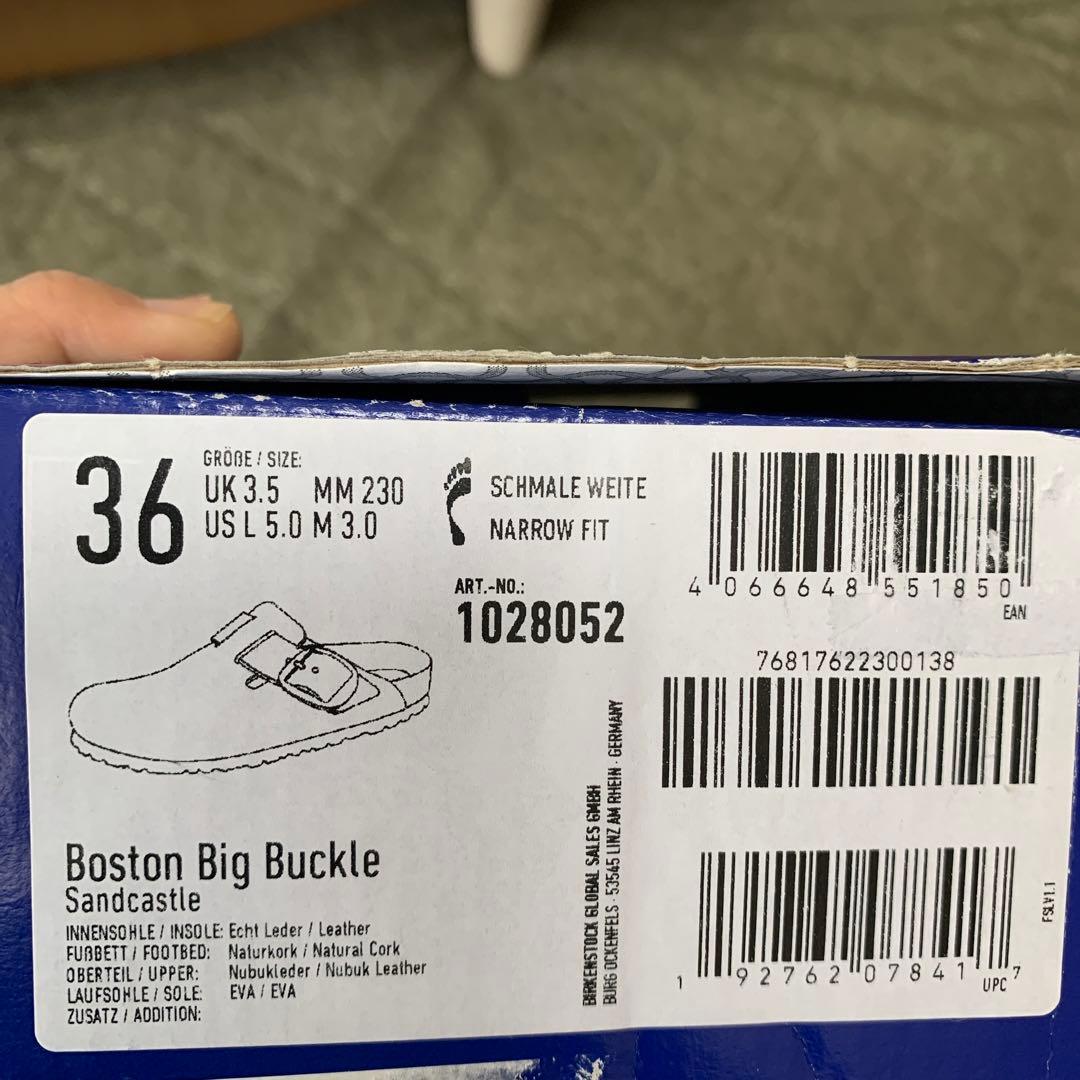 36
GRÖßE / SIZE:
UK 3.5 MM 230
US L 5.0 M 3.0
SCHMALE WEITE
NARROW FIT
ART.-NO.:
1028052
4 066648 551850
EAN
76817622300138
Boston Big Buckle
Sandcastle
INNENSOHLE / INSOLE: Echt Leder / Leather
FUßBETT / FOOTBED: Naturkork / Natural Cork
OBERTEIL / UPPER: Nubukleder / Nubuk Leather
LAUFSOHLE / SOLE: EVA / EVA
ZUSATZ / ADDITION:
BIRKENSTOCK GLOBAL SALES GMBH
BURG OCKENFELS · 53545 LINZ AM RHEIN · GERMANY
1 92762 07841 7
UPC
FSLV1.1